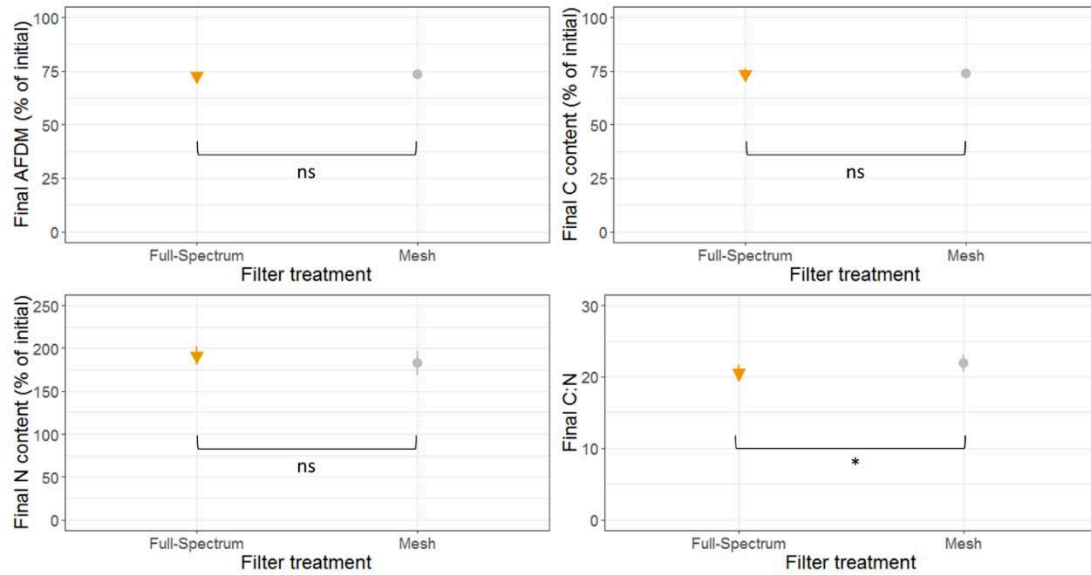 Final AFDM (% of initial)
100
75
50
25
0
ns
Full-Spectrum
Mesh
Filter treatment
Final C content (% of initial)
100
75
50
25
0
ns
Full-Spectrum
Mesh
Filter treatment
Final N content (% of initial)
250
200
150
100
50
0
ns
Full-Spectrum
Mesh
Filter treatment
Final C:N
30
20
10
0
*
Full-Spectrum
Mesh
Filter treatment